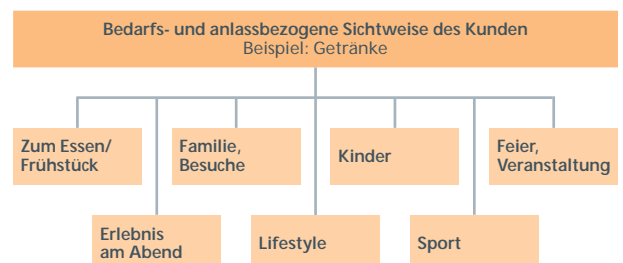 Bedarfs- und anlassbezogene Sichtweise des Kunden
Beispiel: Getränke
Zum Essen/
Frühstück
Familie,
Besuche
Kinder
Feier,
Veranstaltung
Erlebnis
am Abend
Lifestyle
Sport